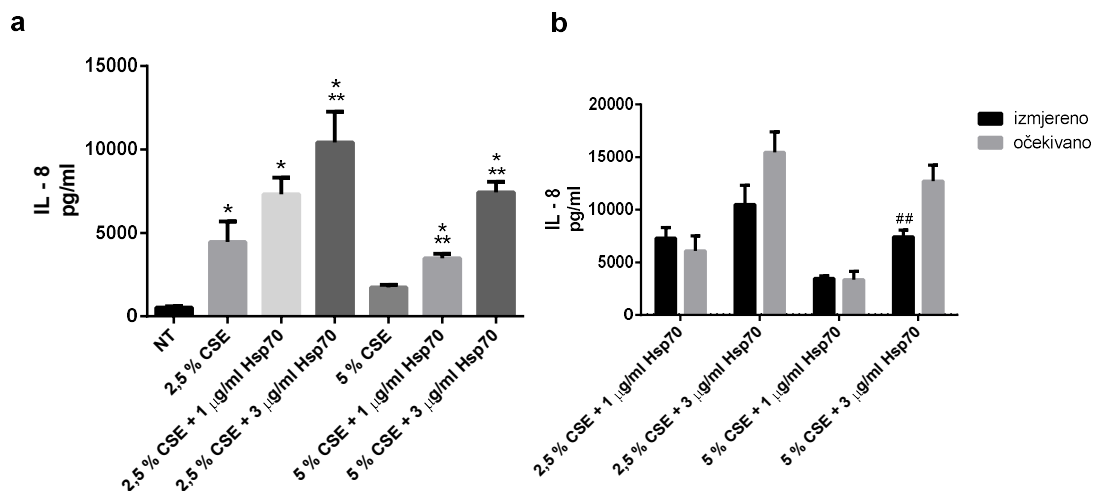 a
IL - 8
pg/ml
15000
10000
5000
0
*
*
*
**
*
**
*
**
NT
2,5 % CSE
2,5 % CSE + 1 μg/ml Hsp70
2,5 % CSE + 3 μg/ml Hsp70
5 % CSE
5 % CSE + 1 μg/ml Hsp70
5 % CSE + 3 μg/ml Hsp70
b
IL - 8
pg/ml
20000
15000
10000
5000
0
##
2,5 % CSE + 1 μg/ml Hsp70
2,5 % CSE + 3 μg/ml Hsp70
5 % CSE + 1 μg/ml Hsp70
5 % CSE + 3 μg/ml Hsp70
izmjereno
očekivano